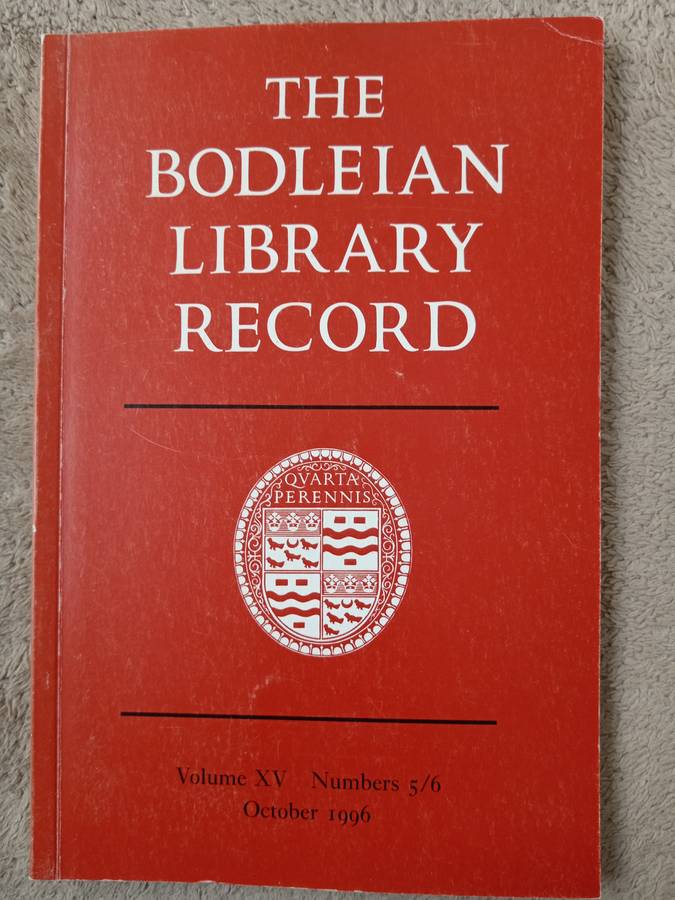 THE
BODLEIAN
LIBRARY
RECORD
QVARTA
PERENNIS
Volume XV Numbers 5/6
October 1996